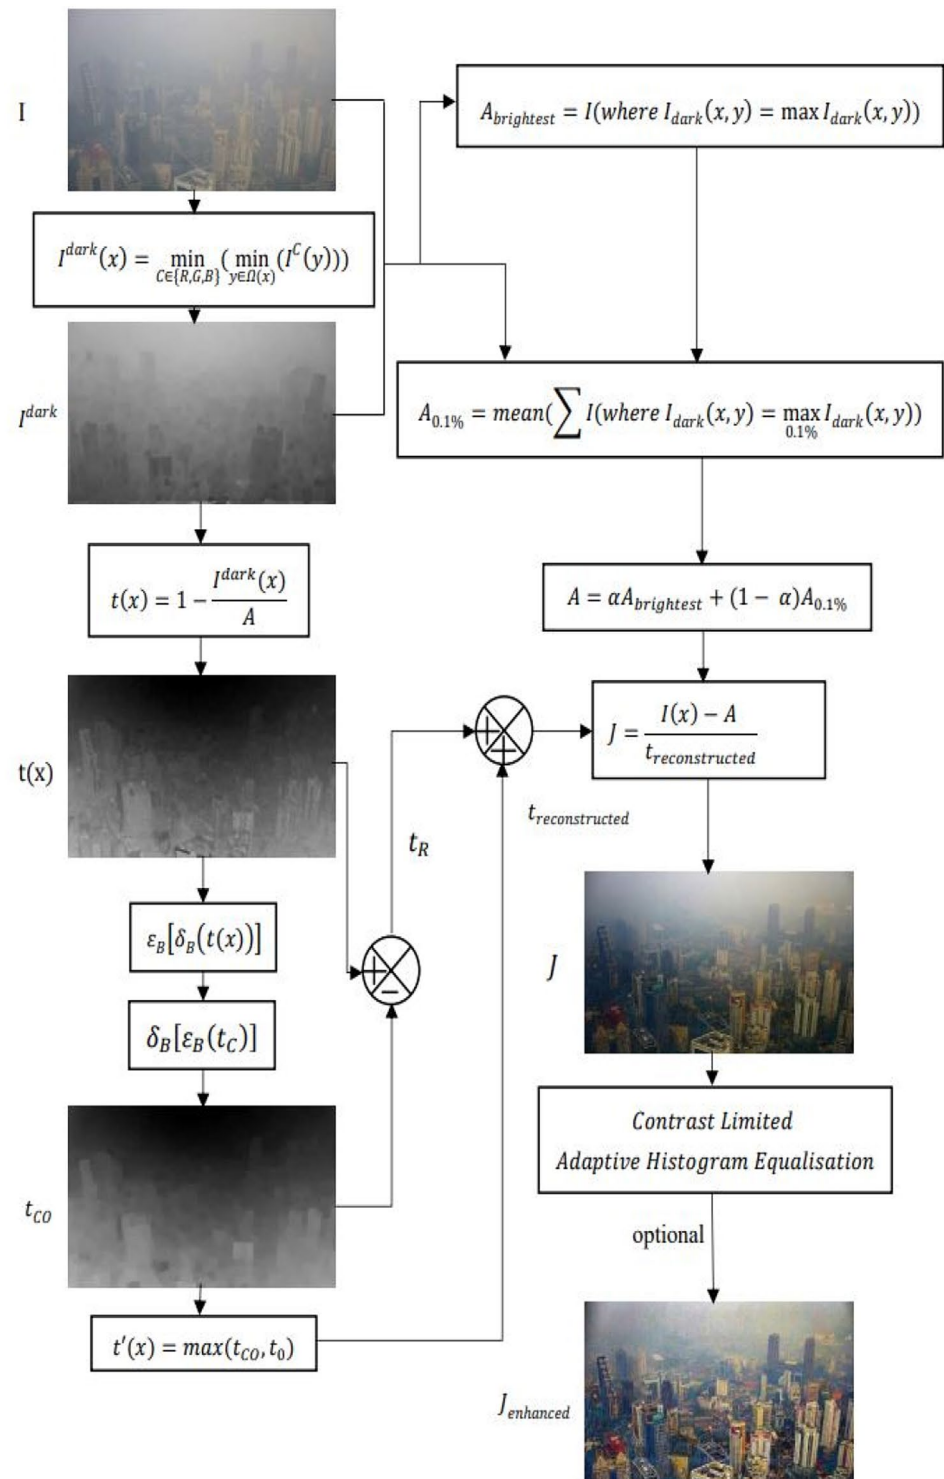 I
A_brightest = I(where I_dark(x, y) = max I_dark(x, y))
I^dark(x) = min_{C∈{R,G,B}} (min_{y∈Ω(x)} (I^C(y)))
I^dark
A_0.1% = mean(∑ I(where I_dark(x, y) = max_{0.1%} I_dark(x, y))
t(x) = 1 − I^dark(x) / A
A = αA_brightest + (1 − α)A_0.1%
t(x)
+
+
J = I(x) − A / t_reconstructed
t_reconstructed
t_R
ε_B[δ_B(t(x))]
+
−
J
δ_B[ε_B(t_C)]
Contrast Limited
Adaptive Histogram Equalisation
t_CO
optional
t′(x) = max(t_CO, t_0)
J_enhanced